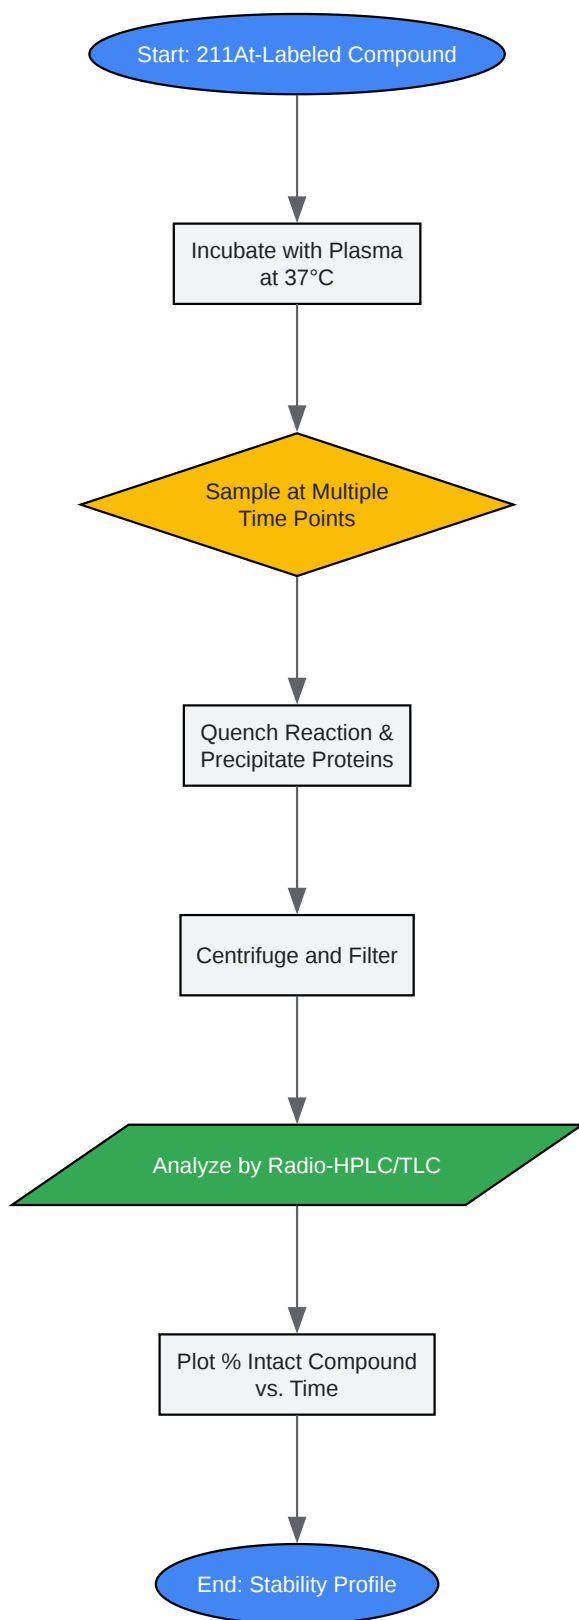 Start: 211At-Labeled Compound
Incubate with Plasma
at 37°C
Sample at Multiple
Time Points
Quench Reaction &
Precipitate Proteins
Centrifuge and Filter
Analyze by Radio-HPLC/TLC
Plot % Intact Compound
vs. Time
End: Stability Profile